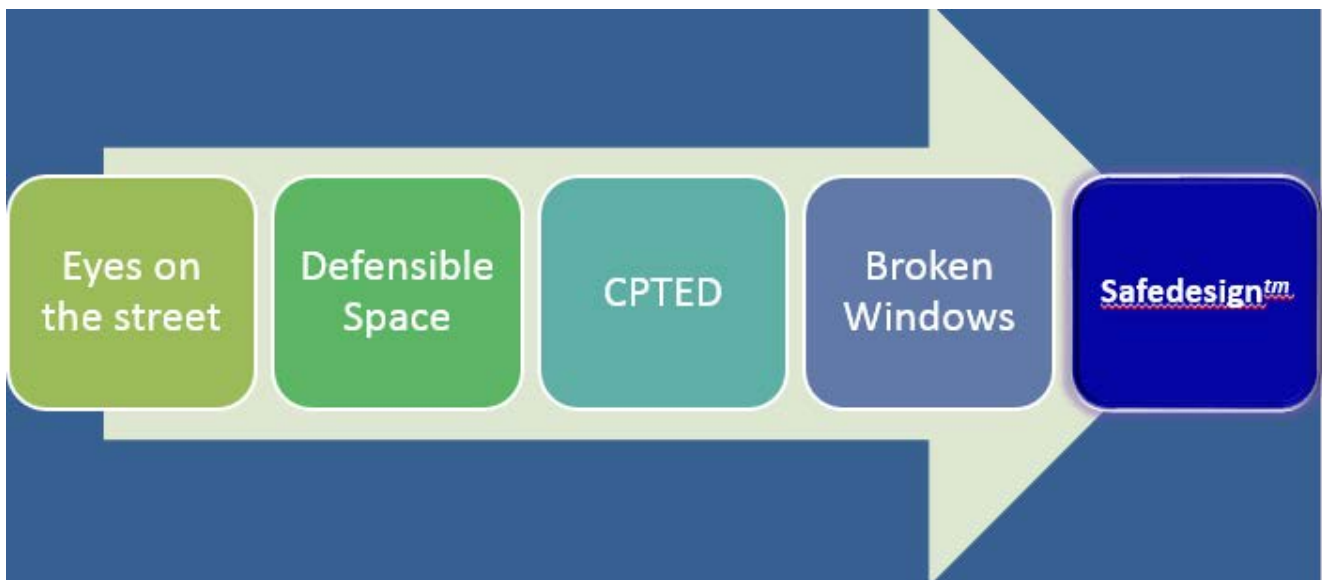 Eyes on
the street
Defensible
Space
CPTED
Broken
Windows
Safedesign™